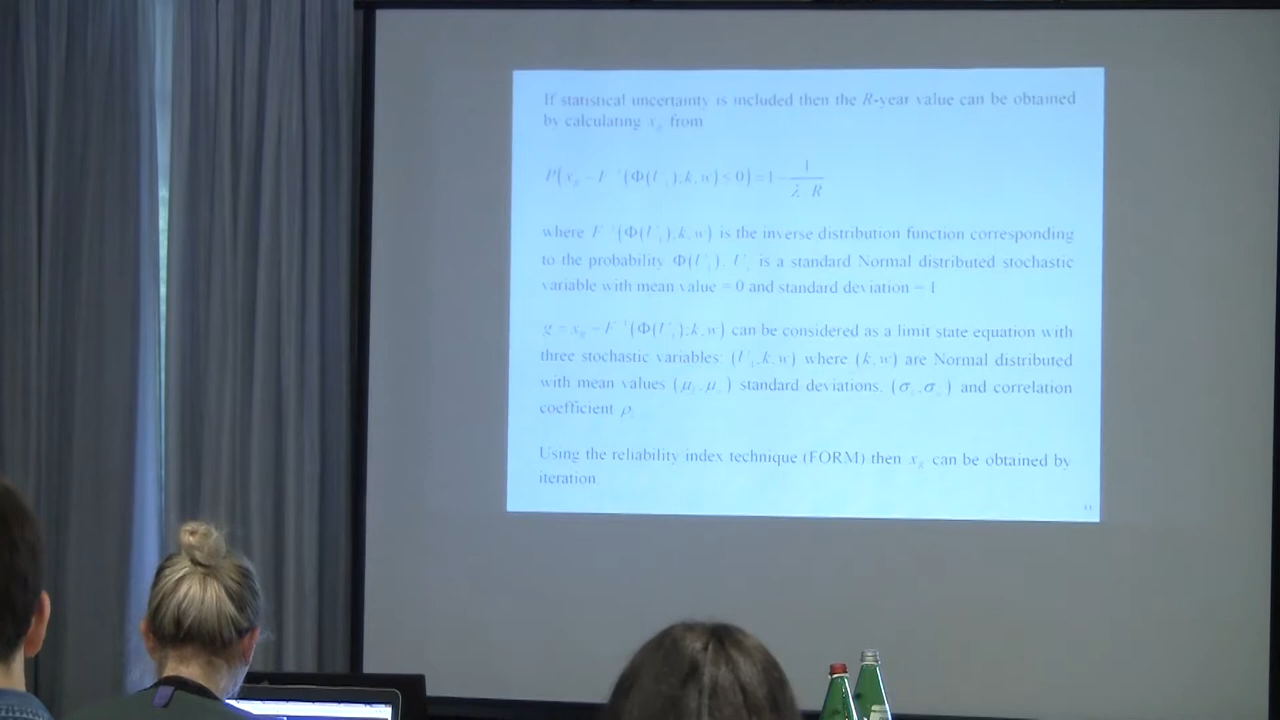 If statistical uncertainty is included then the R-year value can be obtained
by calculating x_R from
P(x_R − F⁻¹(Φ(U₁);k,w) ≤ 0) = 1 − 1/(λ R)
where F⁻¹(Φ(U₁);k,w) is the inverse distribution function corresponding
to the probability Φ(U₁). U₁ is a standard Normal distributed stochastic
variable with mean value = 0 and standard deviation = 1
g = x_R − F⁻¹(Φ(U₁);k,w) can be considered as a limit state equation with
three stochastic variables: (U₁,k,w) where (k,w) are Normal distributed
with mean values (μ, μ) standard deviations, (σ, σ) and correlation
coefficient ρ.
Using the reliability index technique (FORM) then x_R can be obtained by
iteration
11